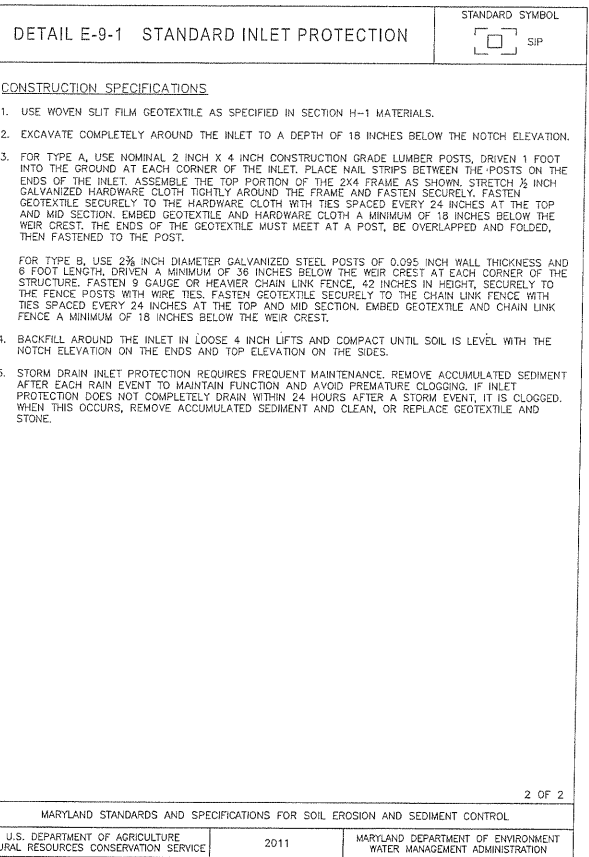 STANDARD SYMBOL
DETAIL E-9-1 STANDARD INLET PROTECTION
SIP
CONSTRUCTION SPECIFICATIONS
1. USE WOVEN SLIT FILM GEOTEXTILE AS SPECIFIED IN SECTION H-1 MATERIALS.
2. EXCAVATE COMPLETELY AROUND THE INLET TO A DEPTH OF 18 INCHES BELOW THE NOTCH ELEVATION.
3. FOR TYPE A, USE NOMINAL 2 INCH X 4 INCH CONSTRUCTION GRADE LUMBER POSTS, DRIVEN 1 FOOT
INTO THE GROUND AT EACH CORNER OF THE INLET. PLACE NAIL STRIPS BETWEEN THE POSTS ON THE
ENDS OF THE INLET. ASSEMBLE THE TOP PORTION OF THE 2X4 FRAME AS SHOWN. STRETCH ½ INCH
GALVANIZED HARDWARE CLOTH TIGHTLY AROUND THE FRAME AND FASTEN SECURELY. FASTEN
GEOTEXTILE SECURELY TO THE HARDWARE CLOTH WITH TIES SPACED EVERY 24 INCHES AT THE TOP
AND MID SECTION. EMBED GEOTEXTILE AND HARDWARE CLOTH A MINIMUM OF 18 INCHES BELOW THE
WEIR CREST. THE ENDS OF THE GEOTEXTILE MUST MEET AT A POST, BE OVERLAPPED AND FOLDED,
THEN FASTENED TO THE POST.
FOR TYPE B, USE 2⅜ INCH DIAMETER GALVANIZED STEEL POSTS OF 0.095 INCH WALL THICKNESS AND
6 FOOT LENGTH, DRIVEN A MINIMUM OF 36 INCHES BELOW THE WEIR CREST AT EACH CORNER OF THE
STRUCTURE. FASTEN 9 GAUGE OR HEAVIER CHAIN LINK FENCE, 42 INCHES IN HEIGHT, SECURELY TO
THE FENCE POSTS WITH WIRE TIES. FASTEN GEOTEXTILE SECURELY TO THE CHAIN LINK FENCE WITH
TIES SPACED EVERY 24 INCHES AT THE TOP AND MID SECTION. EMBED GEOTEXTILE AND CHAIN LINK
FENCE A MINIMUM OF 18 INCHES BELOW THE WEIR CREST.
4. BACKFILL AROUND THE INLET IN LOOSE 4 INCH LIFTS AND COMPACT UNTIL SOIL IS LEVEL WITH THE
NOTCH ELEVATION ON THE ENDS AND TOP ELEVATION ON THE SIDES.
5. STORM DRAIN INLET PROTECTION REQUIRES FREQUENT MAINTENANCE. REMOVE ACCUMULATED SEDIMENT
AFTER EACH RAIN EVENT TO MAINTAIN FUNCTION AND AVOID PREMATURE CLOGGING. IF INLET
PROTECTION DOES NOT COMPLETELY DRAIN WITHIN 24 HOURS AFTER A STORM EVENT, IT IS CLOGGED.
WHEN THIS OCCURS, REMOVE ACCUMULATED SEDIMENT AND CLEAN, OR REPLACE GEOTEXTILE AND
STONE.
2 OF 2
MARYLAND STANDARDS AND SPECIFICATIONS FOR SOIL EROSION AND SEDIMENT CONTROL
U.S. DEPARTMENT OF AGRICULTURE
URAL RESOURCES CONSERVATION SERVICE
2011
MARYLAND DEPARTMENT OF ENVIRONMENT
WATER MANAGEMENT ADMINISTRATION